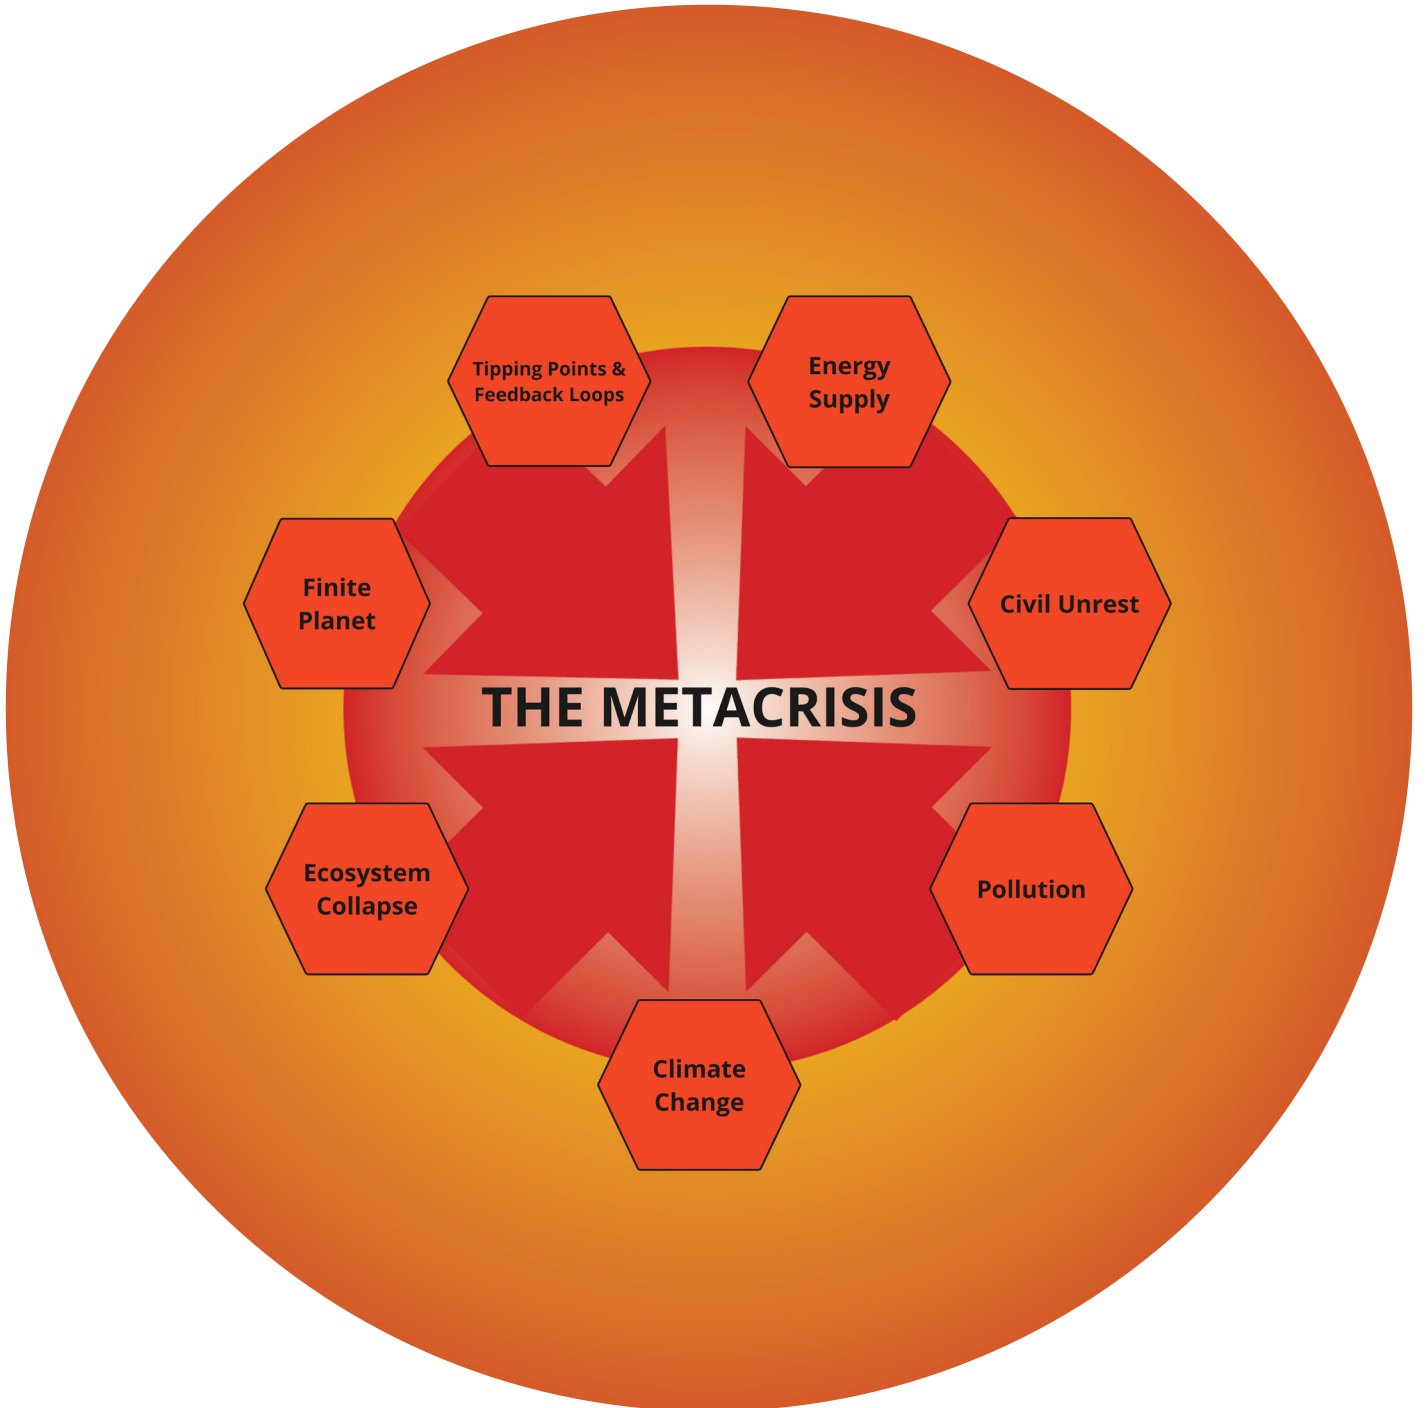 Tipping Points &
Feedback Loops
Energy
Supply
Finite
Planet
Civil Unrest
THE METACRISIS
Ecosystem
Collapse
Pollution
Climate
Change